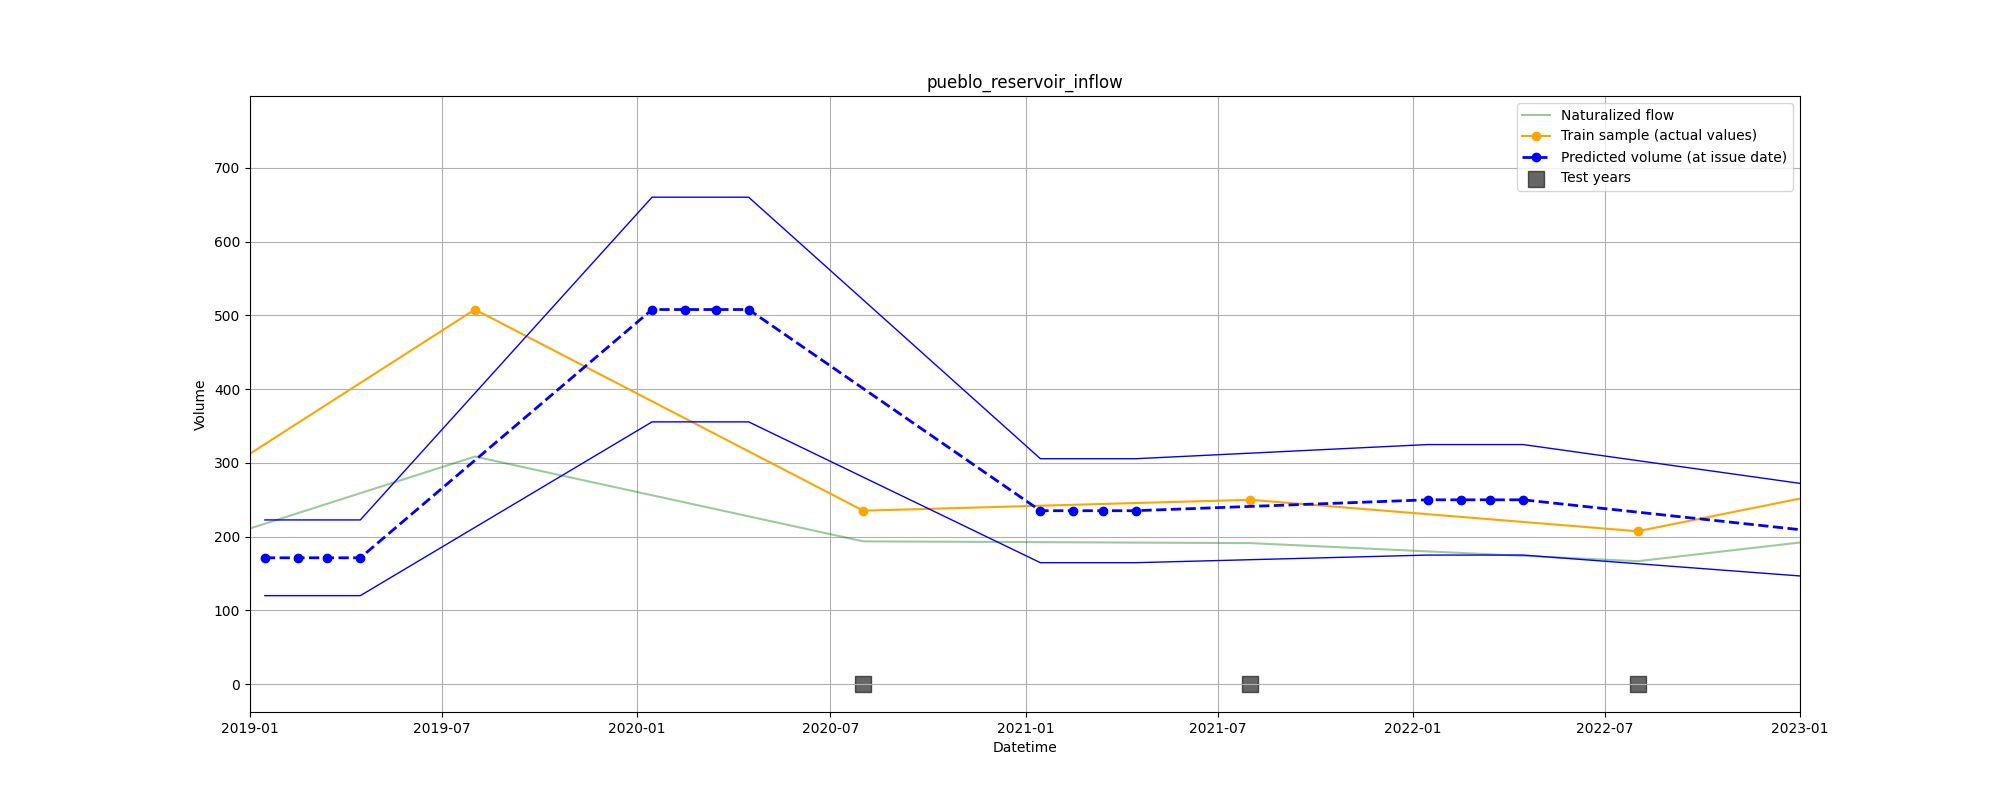 pueblo_reservoir_inflow
Naturalized flow
Train sample (actual values)
Predicted volume (at issue date)
Test years
Volume
700
600
500
400
300
200
100
0
2019-01 2019-07 2020-01 2020-07 2021-01 2021-07 2022-01 2022-07 2023-01
Datetime